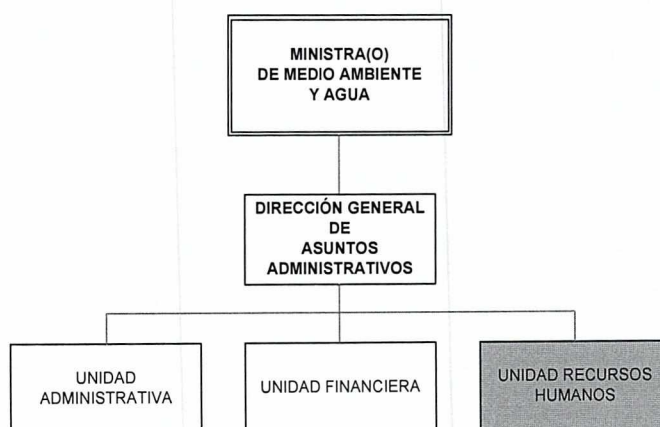 MINISTRA(O)
DE MEDIO AMBIENTE
Y AGUA
DIRECCIÓN GENERAL
DE
ASUNTOS
ADMINISTRATIVOS
UNIDAD
ADMINISTRATIVA
UNIDAD FINANCIERA
UNIDAD RECURSOS
HUMANOS